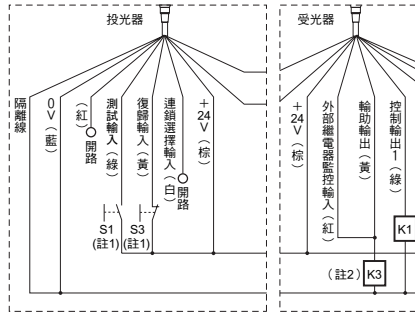 投光器
隔離線
0V（藍）
（紅）
開路
測試輸入（綠）
復歸輸入（黃）
連鎖選擇輸入（白）
開路
＋24V（棕）
S1
(註1)
S3
(註1)
受光器
＋24V（棕）
外部繼電器監控輸入（紅）
輔助輸出（黃）
控制輸出1（綠）
K1
（註2）
K3